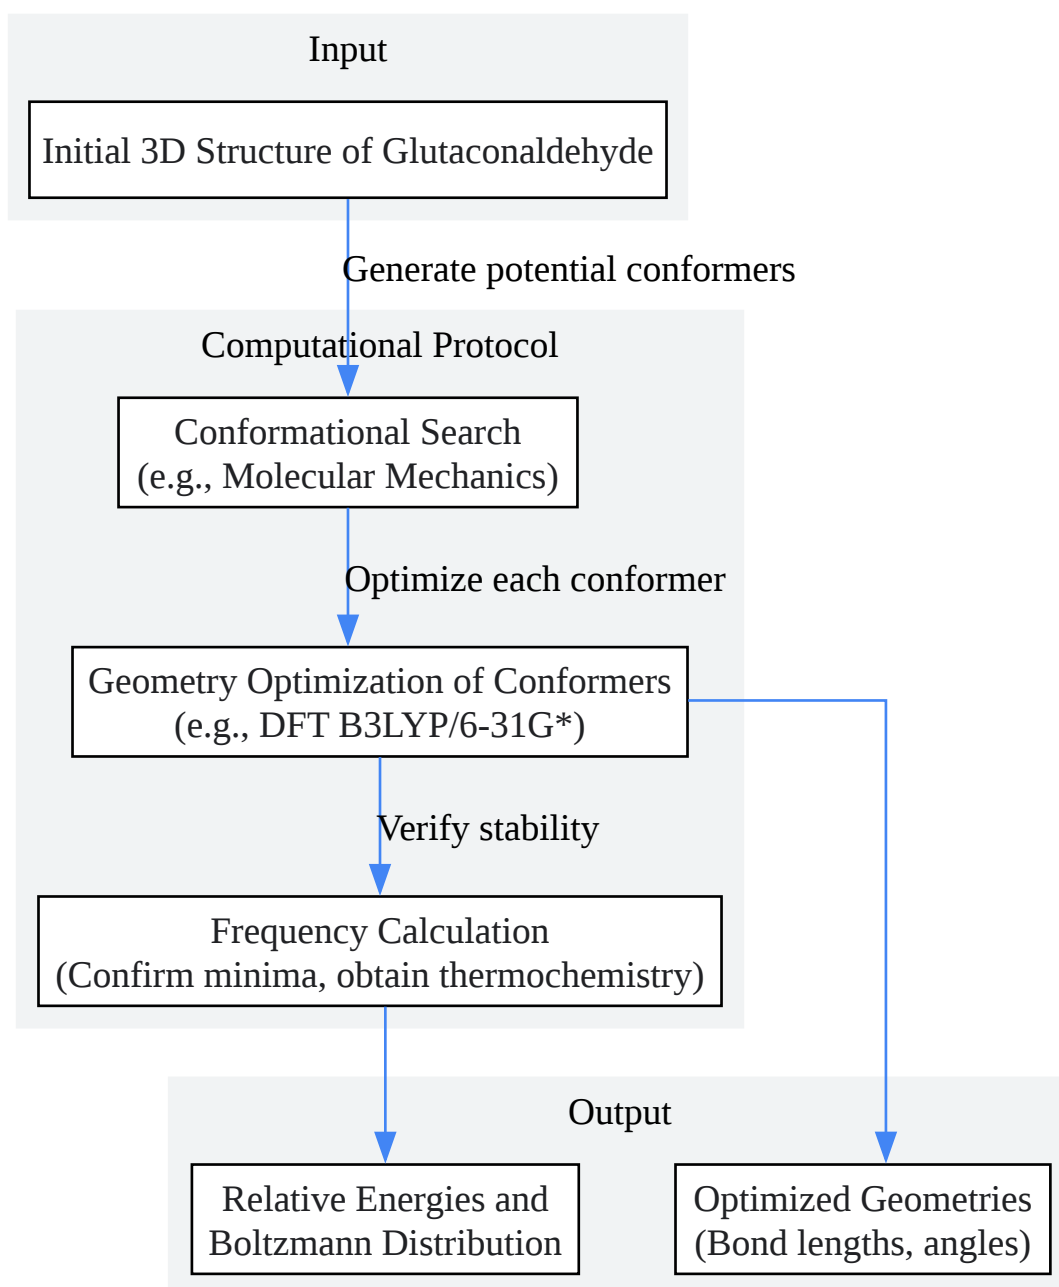 Input
Initial 3D Structure of Glutaconaldehyde
Generate potential conformers
Computational Protocol
Conformational Search
(e.g., Molecular Mechanics)
Optimize each conformer
Geometry Optimization of Conformers
(e.g., DFT B3LYP/6-31G*)
Verify stability
Frequency Calculation
(Confirm minima, obtain thermochemistry)
Output
Relative Energies and
Boltzmann Distribution
Optimized Geometries
(Bond lengths, angles)